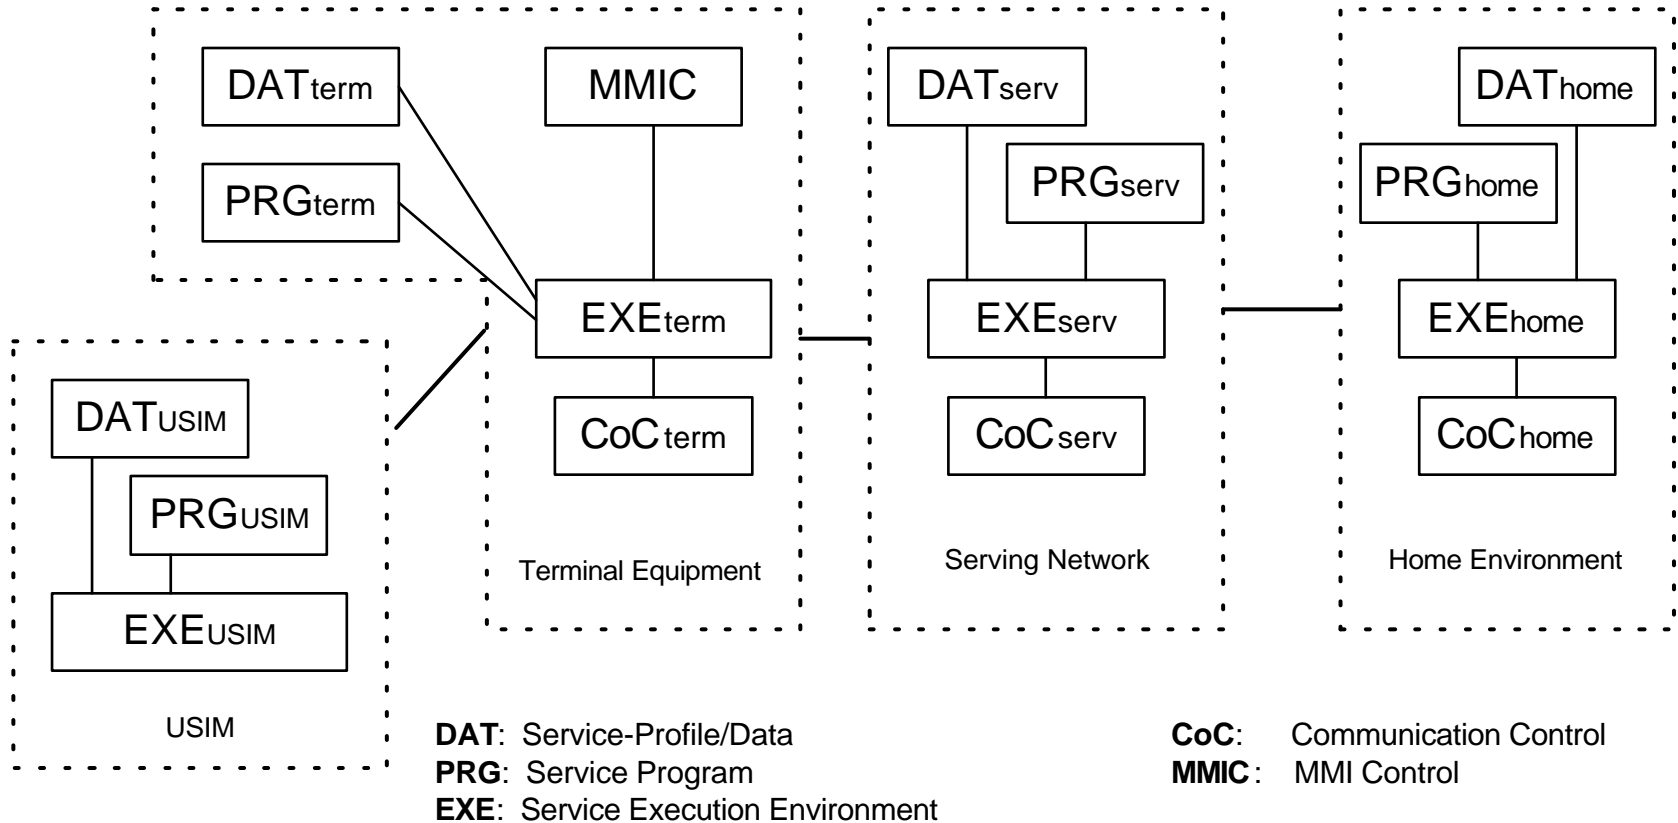 DATterm
MMIC
DATserv
DAThome
PRGterm
PRGserv
PRGhome
EXEterm
EXEserv
EXEhome
DATUSIM
CoCterm
CoCserv
CoChome
PRGUSIM
Terminal Equipment
Serving Network
Home Environment
EXEUSIM
USIM
DAT: Service-Profile/Data
CoC: Communication Control
PRG: Service Program
MMIC: MMI Control
EXE: Service Execution Environment